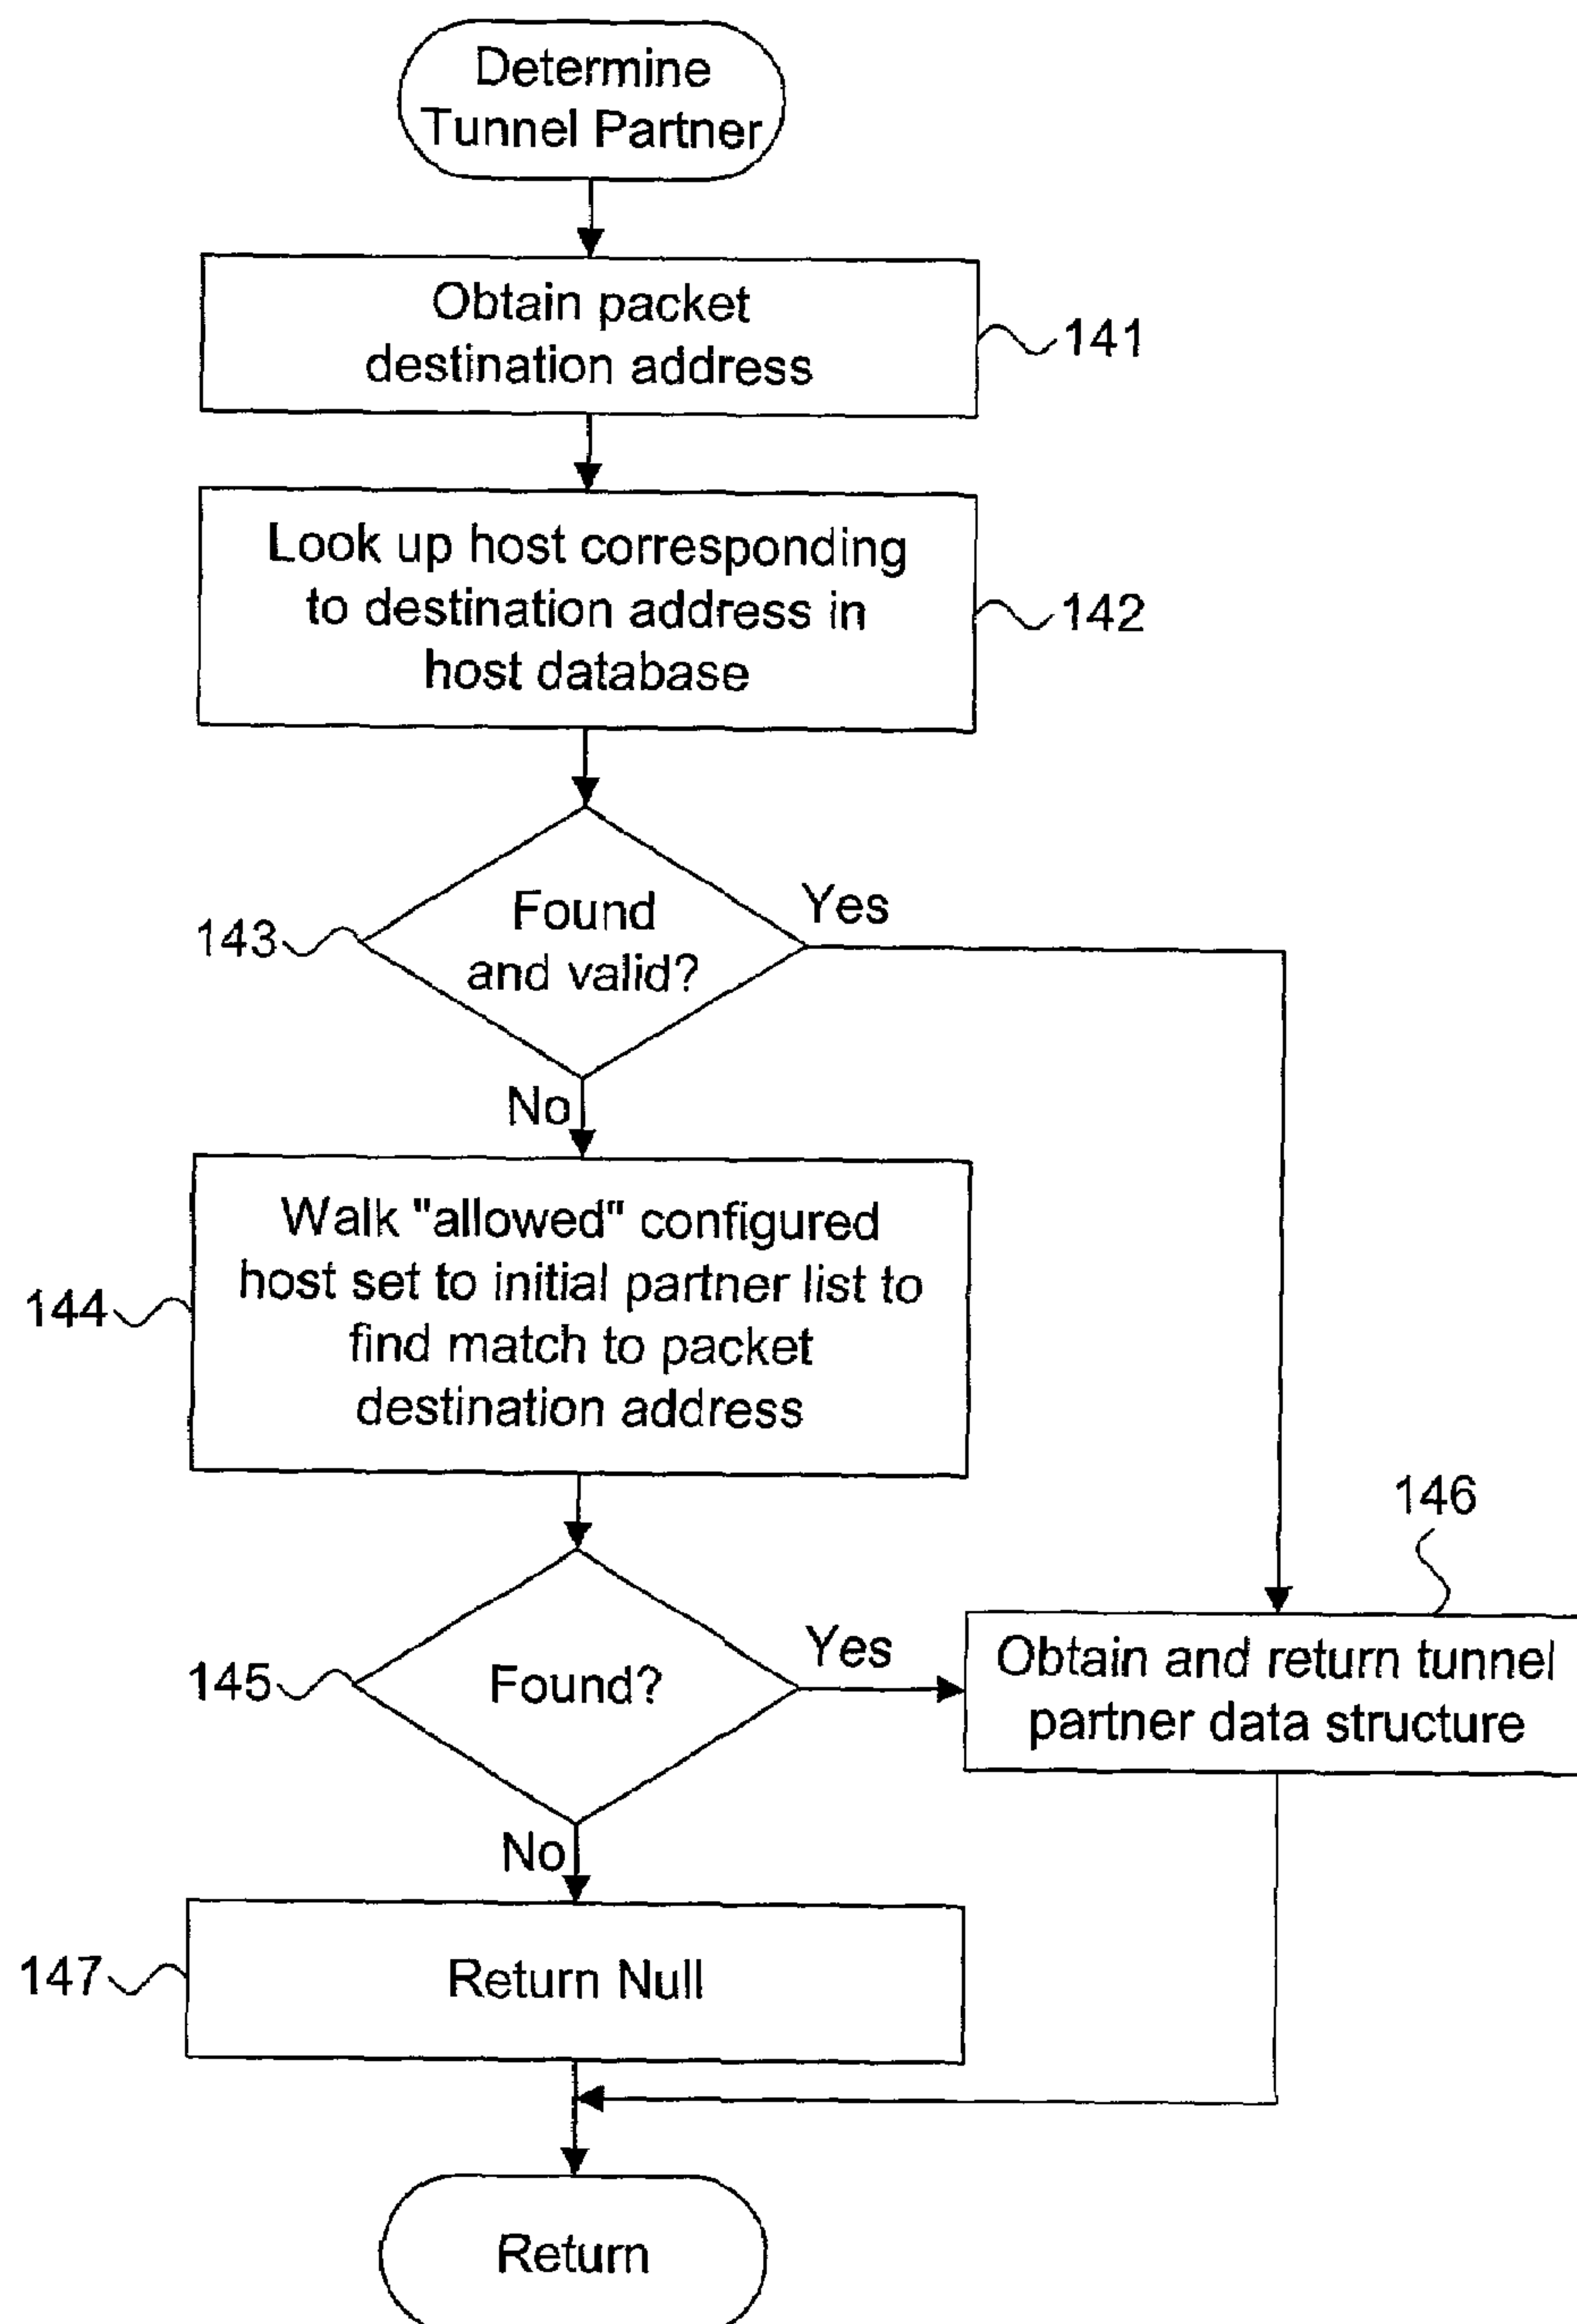 Determine
Tunnel Partner
Obtain packet
destination address
141
Look up host corresponding
to destination address in
host database
142
Found
and valid?
143
Yes
No
Walk "allowed" configured
host set to initial partner list to
find match to packet
destination address
144
146
Found?
145
Yes
Obtain and return tunnel
partner data structure
No
Return Null
147
Return